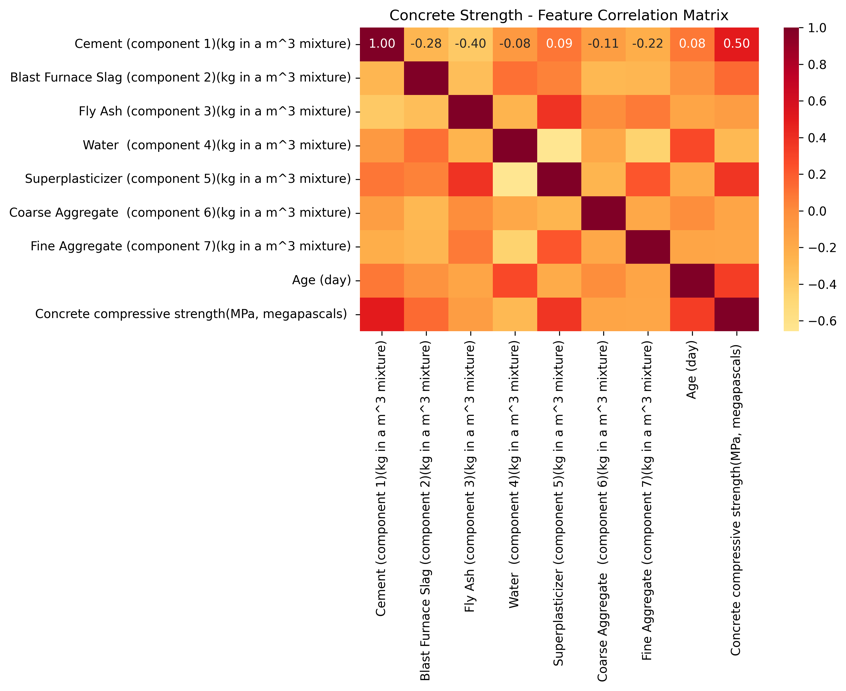 Concrete Strength - Feature Correlation Matrix
Cement (component 1)(kg in a m^3 mixture)
1.00 -0.28 -0.40 -0.08 0.09 -0.11 -0.22 0.08 0.50
Blast Furnace Slag (component 2)(kg in a m^3 mixture)
Fly Ash (component 3)(kg in a m^3 mixture)
Water  (component 4)(kg in a m^3 mixture)
Superplasticizer (component 5)(kg in a m^3 mixture)
Coarse Aggregate  (component 6)(kg in a m^3 mixture)
Fine Aggregate (component 7)(kg in a m^3 mixture)
Age (day)
Concrete compressive strength(MPa, megapascals)
1.0
0.8
0.6
0.4
0.2
0.0
−0.2
−0.4
−0.6
Cement (component 1)(kg in a m^3 mixture)
Blast Furnace Slag (component 2)(kg in a m^3 mixture)
Fly Ash (component 3)(kg in a m^3 mixture)
Water  (component 4)(kg in a m^3 mixture)
Superplasticizer (component 5)(kg in a m^3 mixture)
Coarse Aggregate  (component 6)(kg in a m^3 mixture)
Fine Aggregate (component 7)(kg in a m^3 mixture)
Age (day)
Concrete compressive strength(MPa, megapascals)